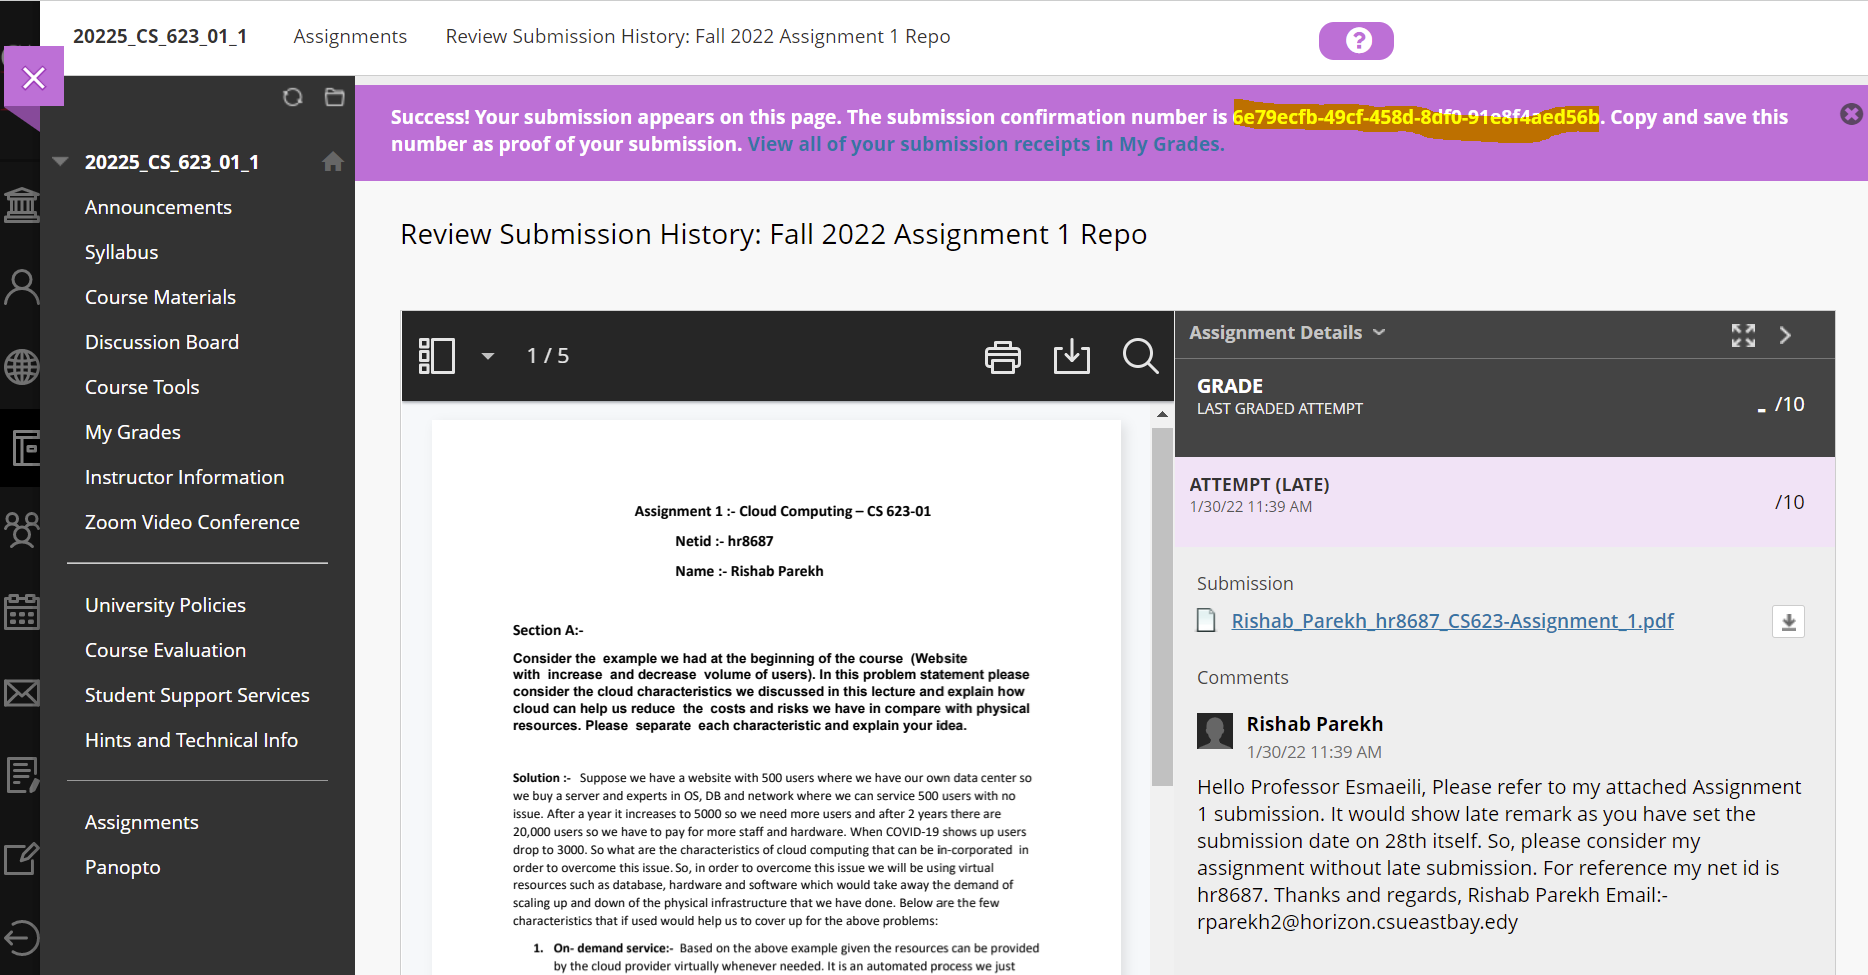 20225_CS_623_01_1 Assignments Review Submission History: Fall 2022 Assignment 1 Repo
?
Success! Your submission appears on this page. The submission confirmation number is 6e79ecfb-49cf-458d-8df0-91e8f4aed56b. Copy and save this
number as proof of your submission. View all of your submission receipts in My Grades.
20225_CS_623_01_1
Announcements
Syllabus
Course Materials
Discussion Board
Course Tools
My Grades
Instructor Information
Zoom Video Conference
University Policies
Course Evaluation
Student Support Services
Hints and Technical Info
Assignments
Panopto
Review Submission History: Fall 2022 Assignment 1 Repo
1 / 5
Assignment 1 :- Cloud Computing – CS 623-01
Netid :- hr8687
Name :- Rishab Parekh
Section A:-
Consider the example we had at the beginning of the course (Website
with increase and decrease volume of users). In this problem statement please
consider the cloud characteristics we discussed in this lecture and explain how
cloud can help us reduce the costs and risks we have in compare with physical
resources. Please separate each characteristic and explain your idea.
Solution :- Suppose we have a website with 500 users where we have our own data center so
we buy a server and experts in OS, DB and network where we can service 500 users with no
issue. After a year it increases to 5000 so we need more users and after 2 years there are
20,000 users so we have to pay for more staff and hardware. When COVID-19 shows up users
drop to 3000. So what are the characteristics of cloud computing that can be in-corporated in
order to overcome this issue. So, in order to overcome this issue we will be using virtual
resources such as database, hardware and software which would take away the demand of
scaling up and down of the physical infrastructure that we have done. Below are the few
characteristics that if used would help us to cover up for the above problems:
1. On- demand service:- Based on the above example given the resources can be provided
by the cloud provider virtually whenever needed. It is an automated process we just
Assignment Details
GRADE
LAST GRADED ATTEMPT
- /10
ATTEMPT (LATE)
1/30/22 11:39 AM
/10
Submission
Rishab_Parekh_hr8687_CS623-Assignment_1.pdf
Comments
Rishab Parekh
1/30/22 11:39 AM
Hello Professor Esmaeili, Please refer to my attached Assignment
1 submission. It would show late remark as you have set the
submission date on 28th itself. So, please consider my
assignment without late submission. For reference my net id is
hr8687. Thanks and regards, Rishab Parekh Email:-
rparekh2@horizon.csueastbay.edy